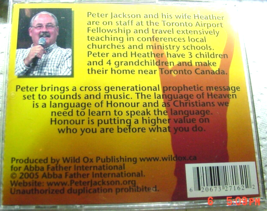 Peter Jackson and his wife Heather
are on staff at the Toronto Airport
Fellowship and travel extensively
teaching in conferences local
churches and ministry schools.
Peter and Heather have 3 children
and 4 grandchildren and make
their home near Toronto Canada.
Peter brings a cross generational prophetic message
set to sounds and music. The language of Heaven
is a language of Honour and as Christians we
need to learn to speak the language.
Honour is putting a higher value on
who you are before what you do.
Produced by Wild Ox Publishing www.wildox.ca
for Abba Father International
© 2005 Abba Father International.
Website: www.PeterJackson.org
Unauthorized duplication prohibited.